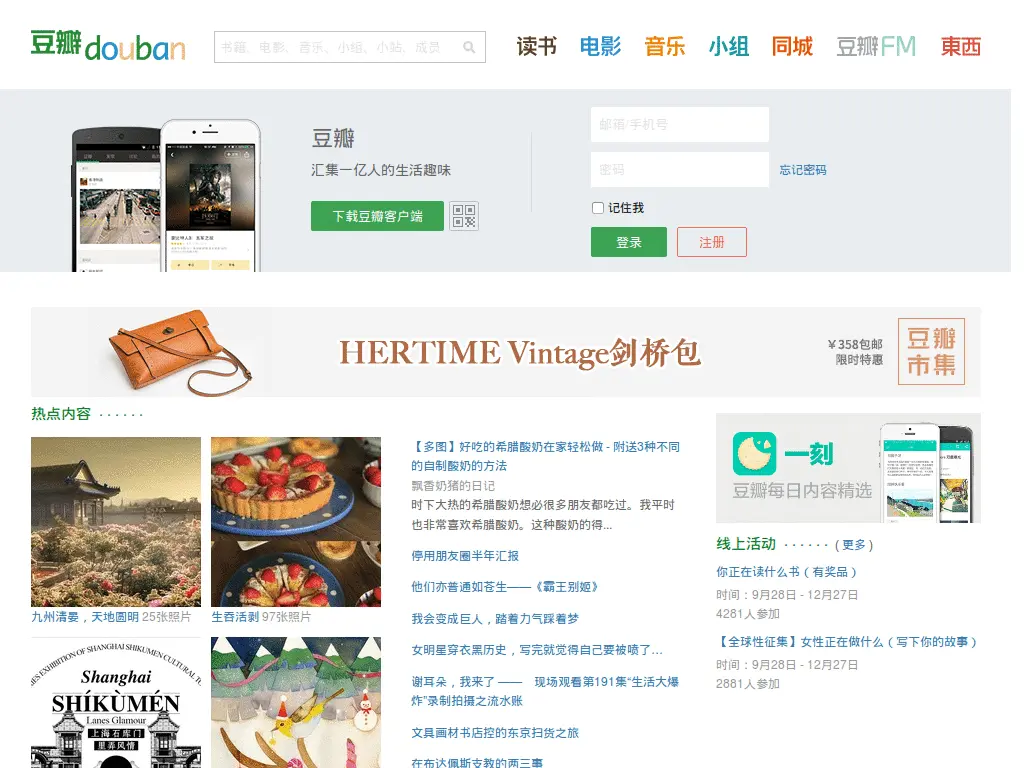 豆瓣douban
书籍、电影、音乐、小组、小站、成员
读书 电影 音乐 小组 同城 豆瓣FM 東西
豆瓣
汇集一亿人的生活趣味
下载豆瓣客户端
邮箱/手机号
密码
忘记密码
记住我
登录 注册
HERTIME Vintage剑桥包
￥358包邮
限时特惠
豆瓣
市集
热点内容 · · · · · ·
九州清晏，天地圆明 25张照片
生吞活剥 97张照片
Shanghai
SHÍKÙMÉN
Lanes Glamour
上海石库门
里弄风情
【多图】好吃的希腊酸奶在家轻松做 - 附送3种不同
的自制酸奶的方法
飘香奶猪的日记
时下大热的希腊酸奶想必很多朋友都吃过。我平时
也非常喜欢希腊酸奶。这种酸奶的得...
停用朋友圈半年汇报
他们亦普通如苍生——《霸王别姬》
我会变成巨人，踏着力气踩着梦
女明星穿衣黑历史，写完就觉得自己要被喷了…
谢耳朵，我来了 —— 现场观看第191集“生活大爆
炸”录制拍摄之流水账
文具画材书店控的东京扫货之旅
在布达佩斯支教的两三事
一刻
豆瓣每日内容精选
线上活动 · · · · · · ( 更多 )
你正在读什么书（有奖品）
时间：9月28日 - 12月27日
4281人参加
【全球性征集】女性正在做什么（写下你的故事）
时间：9月28日 - 12月27日
2881人参加